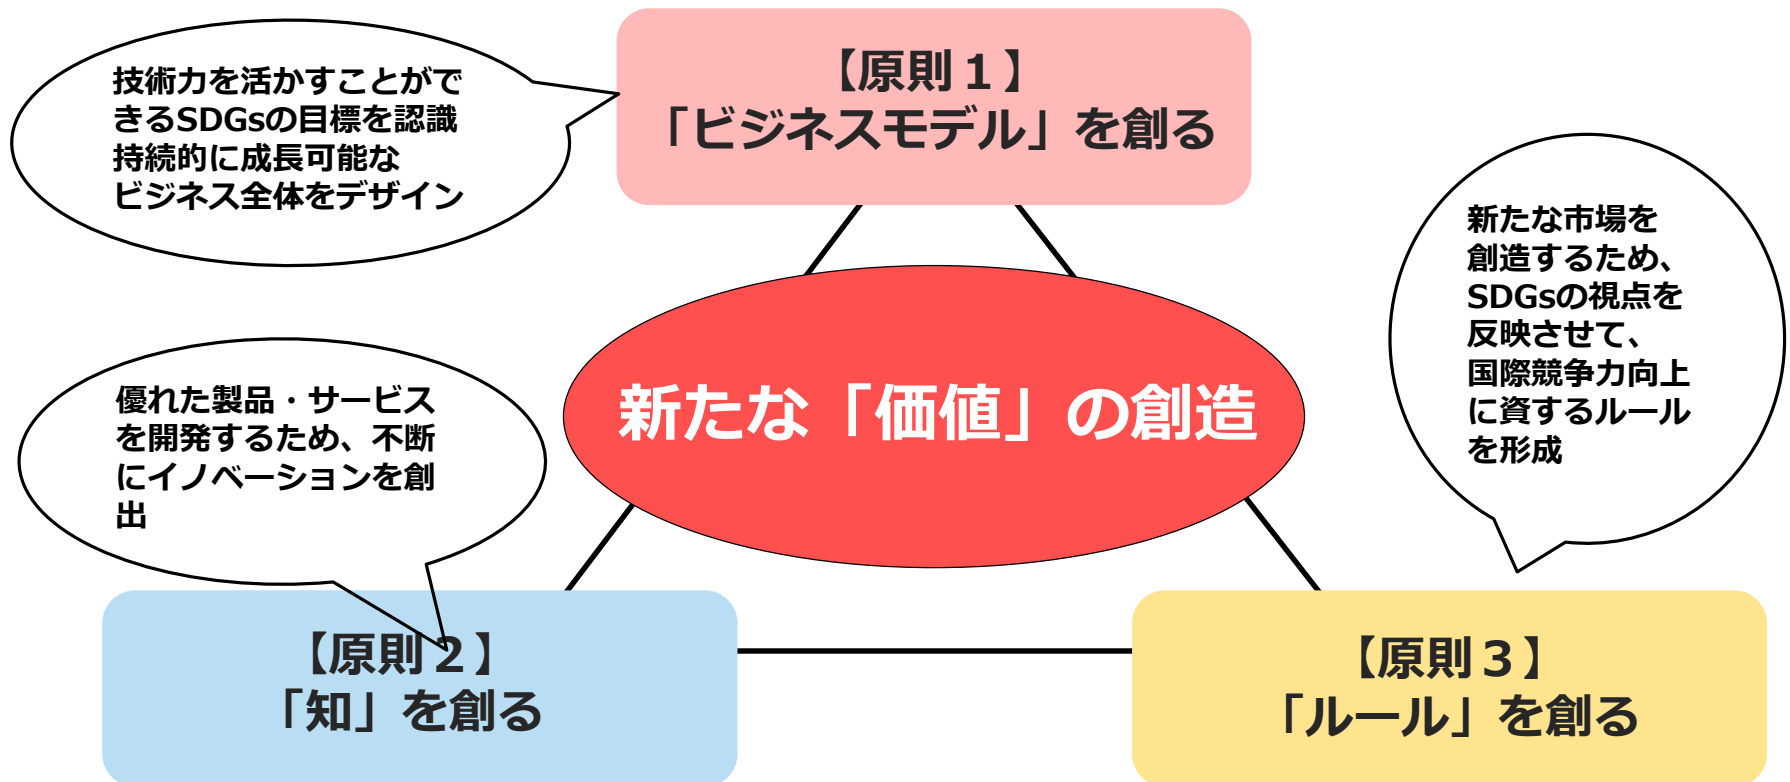 【原則１】
「ビジネスモデル」を創る
技術力を活かすことがで
きるSDGsの目標を認識
持続的に成長可能な
ビジネス全体をデザイン
新たな市場を
創造するため、
SDGsの視点を
反映させて、
国際競争力向上
に資するルール
を形成
新たな「価値」の創造
優れた製品・サービス
を開発するため、不断
にイノベーションを創
出
【原則２】
「知」を創る
【原則３】
「ルール」を創る